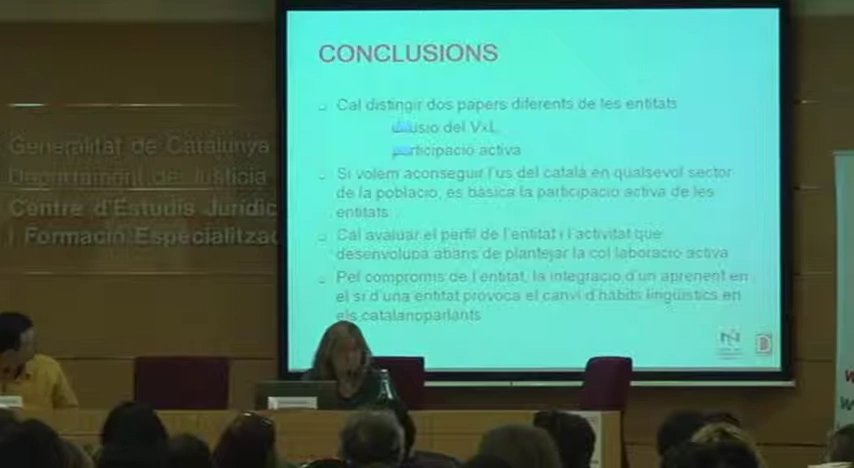 Generalitat de Catalunya
Departament de Justícia
Centre d'Estudis Jurídic
i Formació Especialitza
CONCLUSIONS
Cal distingir dos papers diferents de les entitats
difusió del VxL
participació activa
Si volem aconseguir l'ús del català en qualsevol sector
de la població, és bàsica la participació activa de les
entitats
Cal avaluar el perfil de l'entitat i l'activitat que
desenvolupa abans de plantejar la col·laboració activa
Pel compromís de l'entitat, la integració d'un aprenent en
el si d'una entitat provoca el canvi d'hàbits lingüístics en
els catalanoparlants